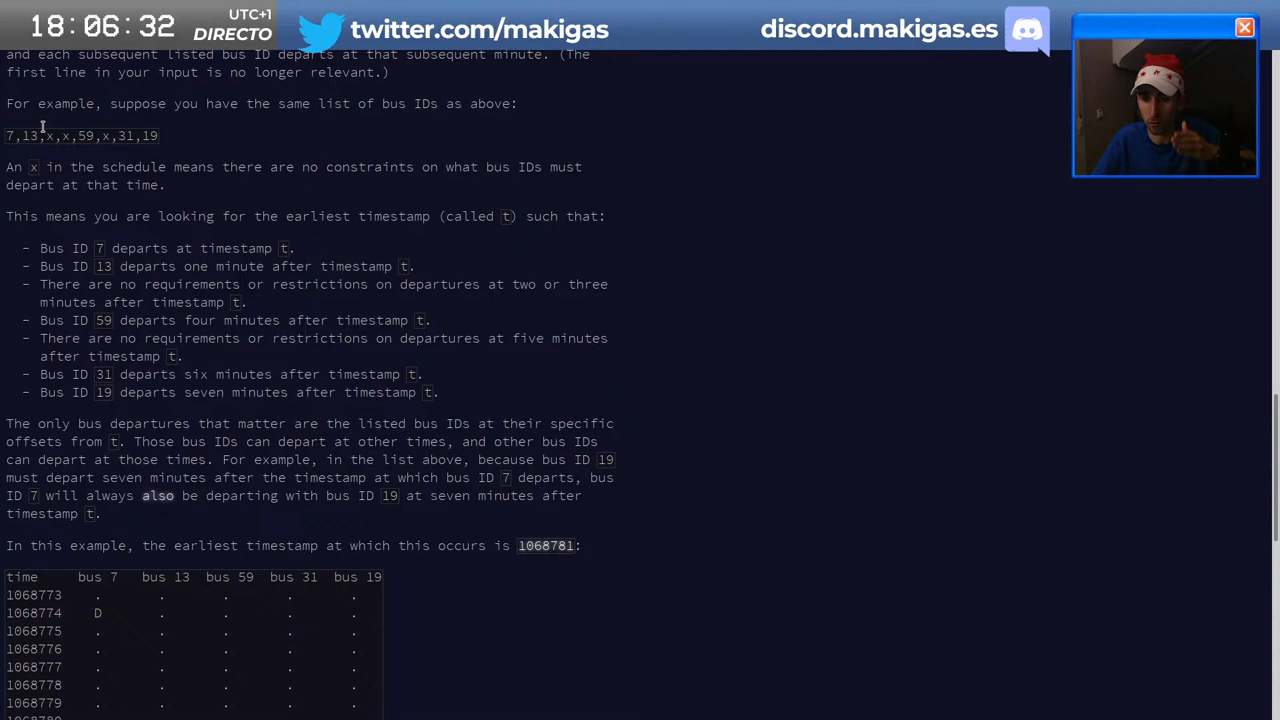 18:06:32
UTC+1
DIRECTO
twitter.com/makigas
discord.makigas.es
and each subsequent listed bus ID departs at that subsequent minute. (The
first line in your input is no longer relevant.)
For example, suppose you have the same list of bus IDs as above:
7,13,x,x,59,x,31,19
An x in the schedule means there are no constraints on what bus IDs must
depart at that time.
This means you are looking for the earliest timestamp (called t) such that:
- Bus ID 7 departs at timestamp t.
- Bus ID 13 departs one minute after timestamp t.
- There are no requirements or restrictions on departures at two or three
minutes after timestamp t.
- Bus ID 59 departs four minutes after timestamp t.
- There are no requirements or restrictions on departures at five minutes
after timestamp t.
- Bus ID 31 departs six minutes after timestamp t.
- Bus ID 19 departs seven minutes after timestamp t.
The only bus departures that matter are the listed bus IDs at their specific
offsets from t. Those bus IDs can depart at other times, and other bus IDs
can depart at those times. For example, in the list above, because bus ID 19
must depart seven minutes after the timestamp at which bus ID 7 departs, bus
ID 7 will always also be departing with bus ID 19 at seven minutes after
timestamp t.
In this example, the earliest timestamp at which this occurs is 1068781:
time bus 7 bus 13 bus 59 bus 31 bus 19
1068773 . . . . .
1068774 D . . . .
1068775 . . . . .
1068776 . . . . .
1068777 . . . . .
1068778 . . . . .
1068779 . . . . .